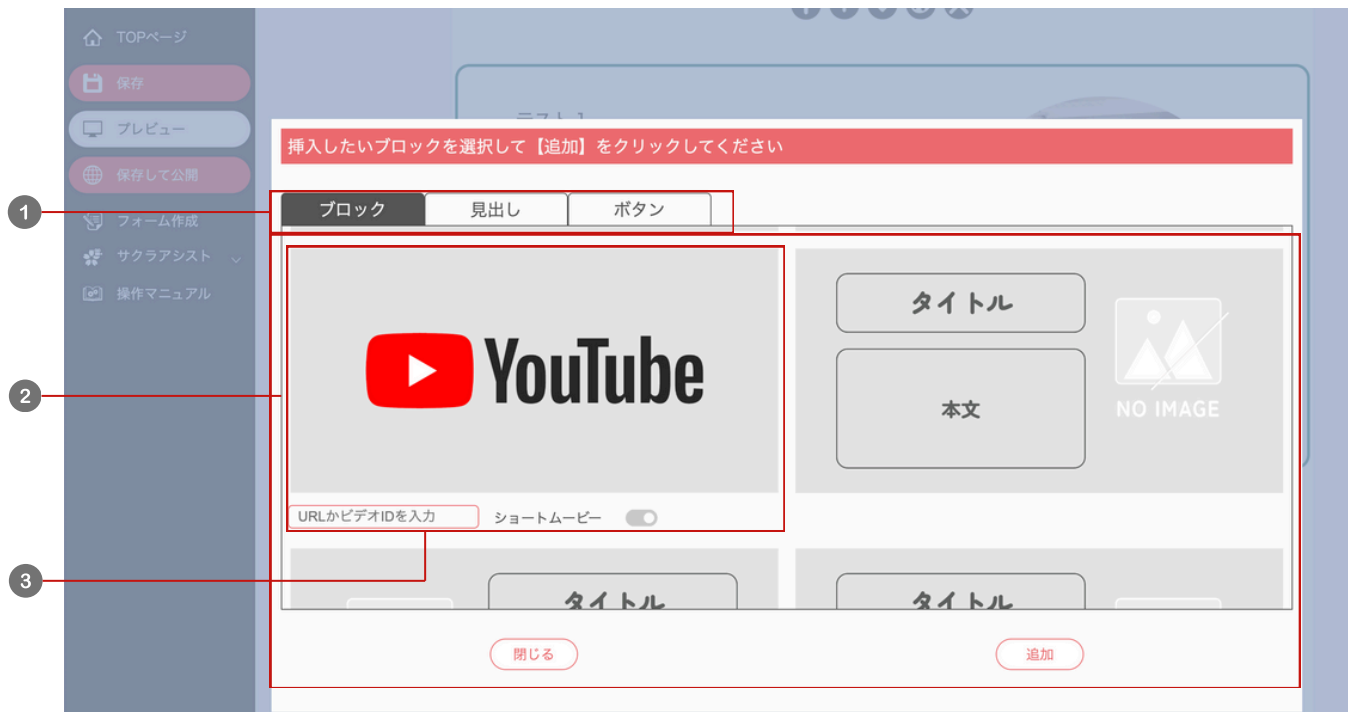 TOPページ
保存
プレビュー
保存して公開
フォーム作成
サクラアシスト
操作マニュアル
テスト 1
挿入したいブロックを選択して【追加】をクリックしてください
1
ブロック
見出し
ボタン
2
YouTube
タイトル
本文
NO IMAGE
URLかビデオIDを入力
ショートムービー
3
タイトル
タイトル
閉じる
追加